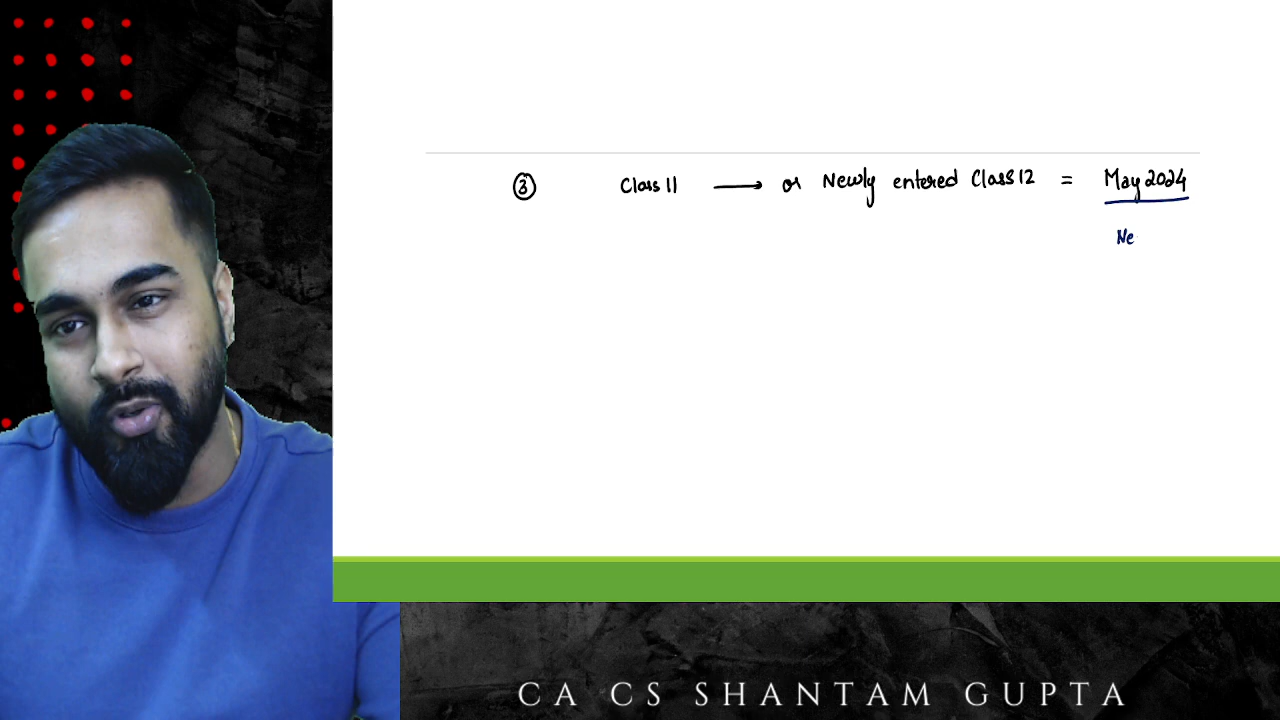 ③ Class 11 ⟶ or Newly entered Class 12 = May 2024
Ne
CA CS SHANTAM GUPTA